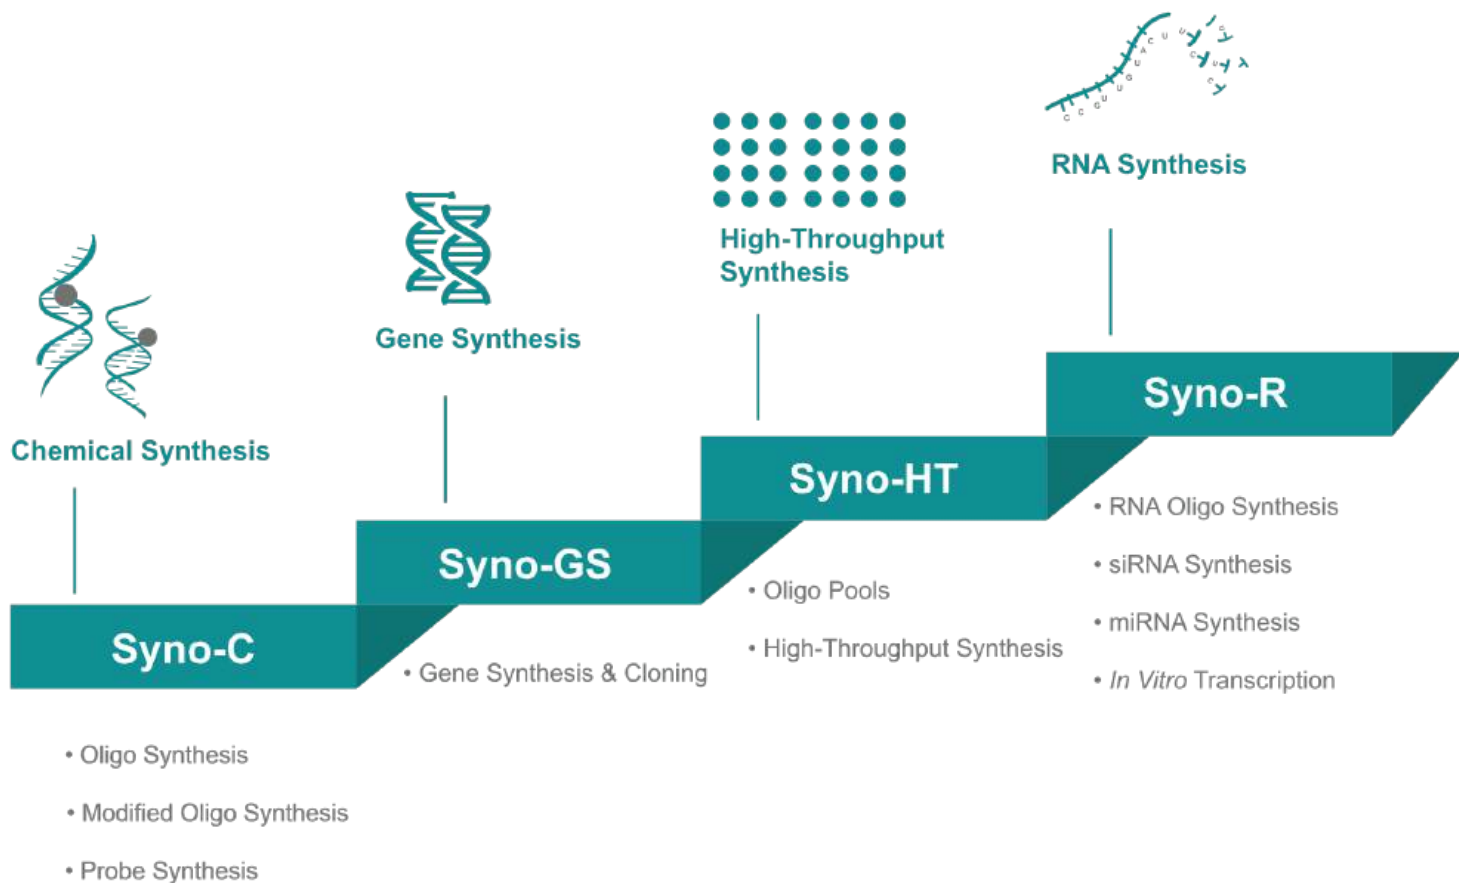 RNA Synthesis
High-Throughput
Synthesis
Gene Synthesis
Chemical Synthesis
Syno-R
Syno-HT
Syno-GS
Syno-C
• Oligo Synthesis
• Modified Oligo Synthesis
• Probe Synthesis
• Gene Synthesis & Cloning
• Oligo Pools
• High-Throughput Synthesis
• RNA Oligo Synthesis
• siRNA Synthesis
• miRNA Synthesis
• In Vitro Transcription